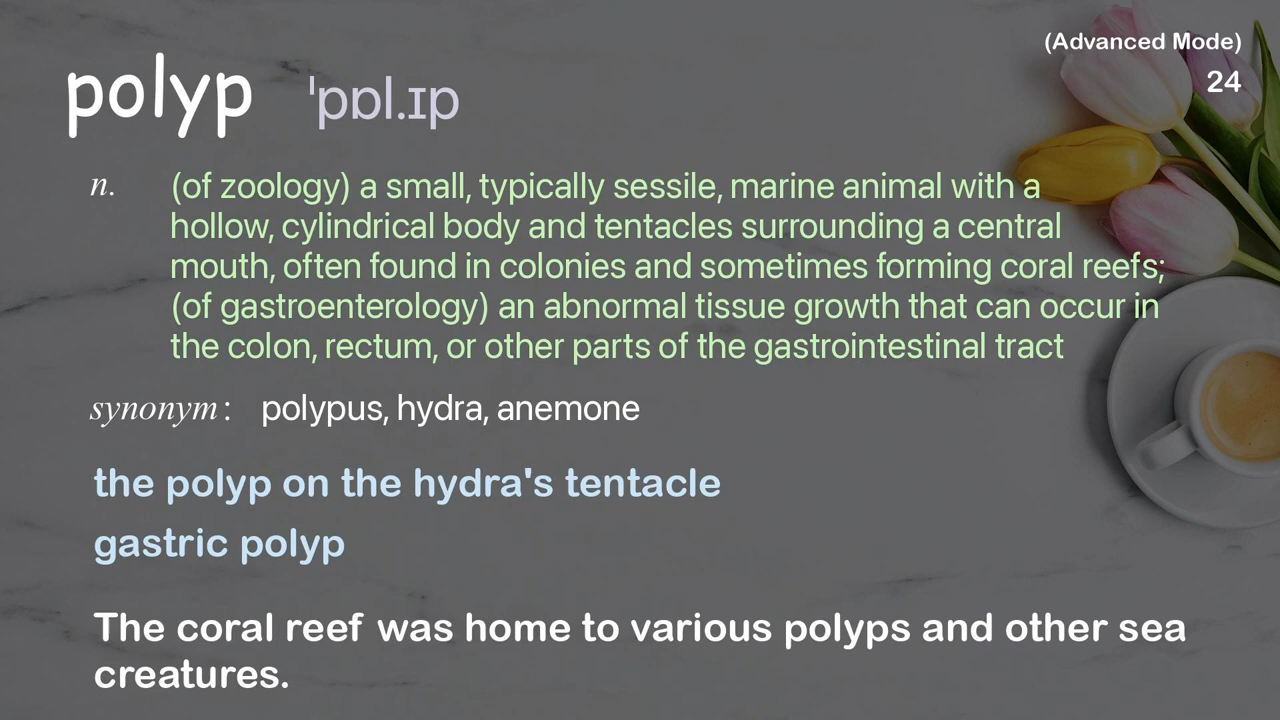 (Advanced Mode)
24
polyp ˈpɒl.ɪp
n. (of zoology) a small, typically sessile, marine animal with a
hollow, cylindrical body and tentacles surrounding a central
mouth, often found in colonies and sometimes forming coral reefs;
(of gastroenterology) an abnormal tissue growth that can occur in
the colon, rectum, or other parts of the gastrointestinal tract
synonym: polypus, hydra, anemone
the polyp on the hydra's tentacle
gastric polyp
The coral reef was home to various polyps and other sea
creatures.